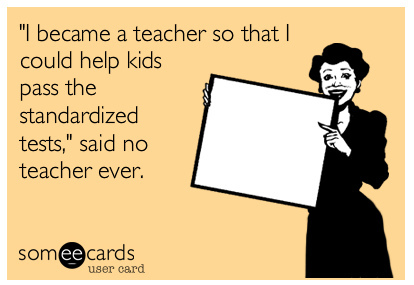 "I became a teacher so that I
could help kids
pass the
standardized
tests," said no
teacher ever.
someecards
user card